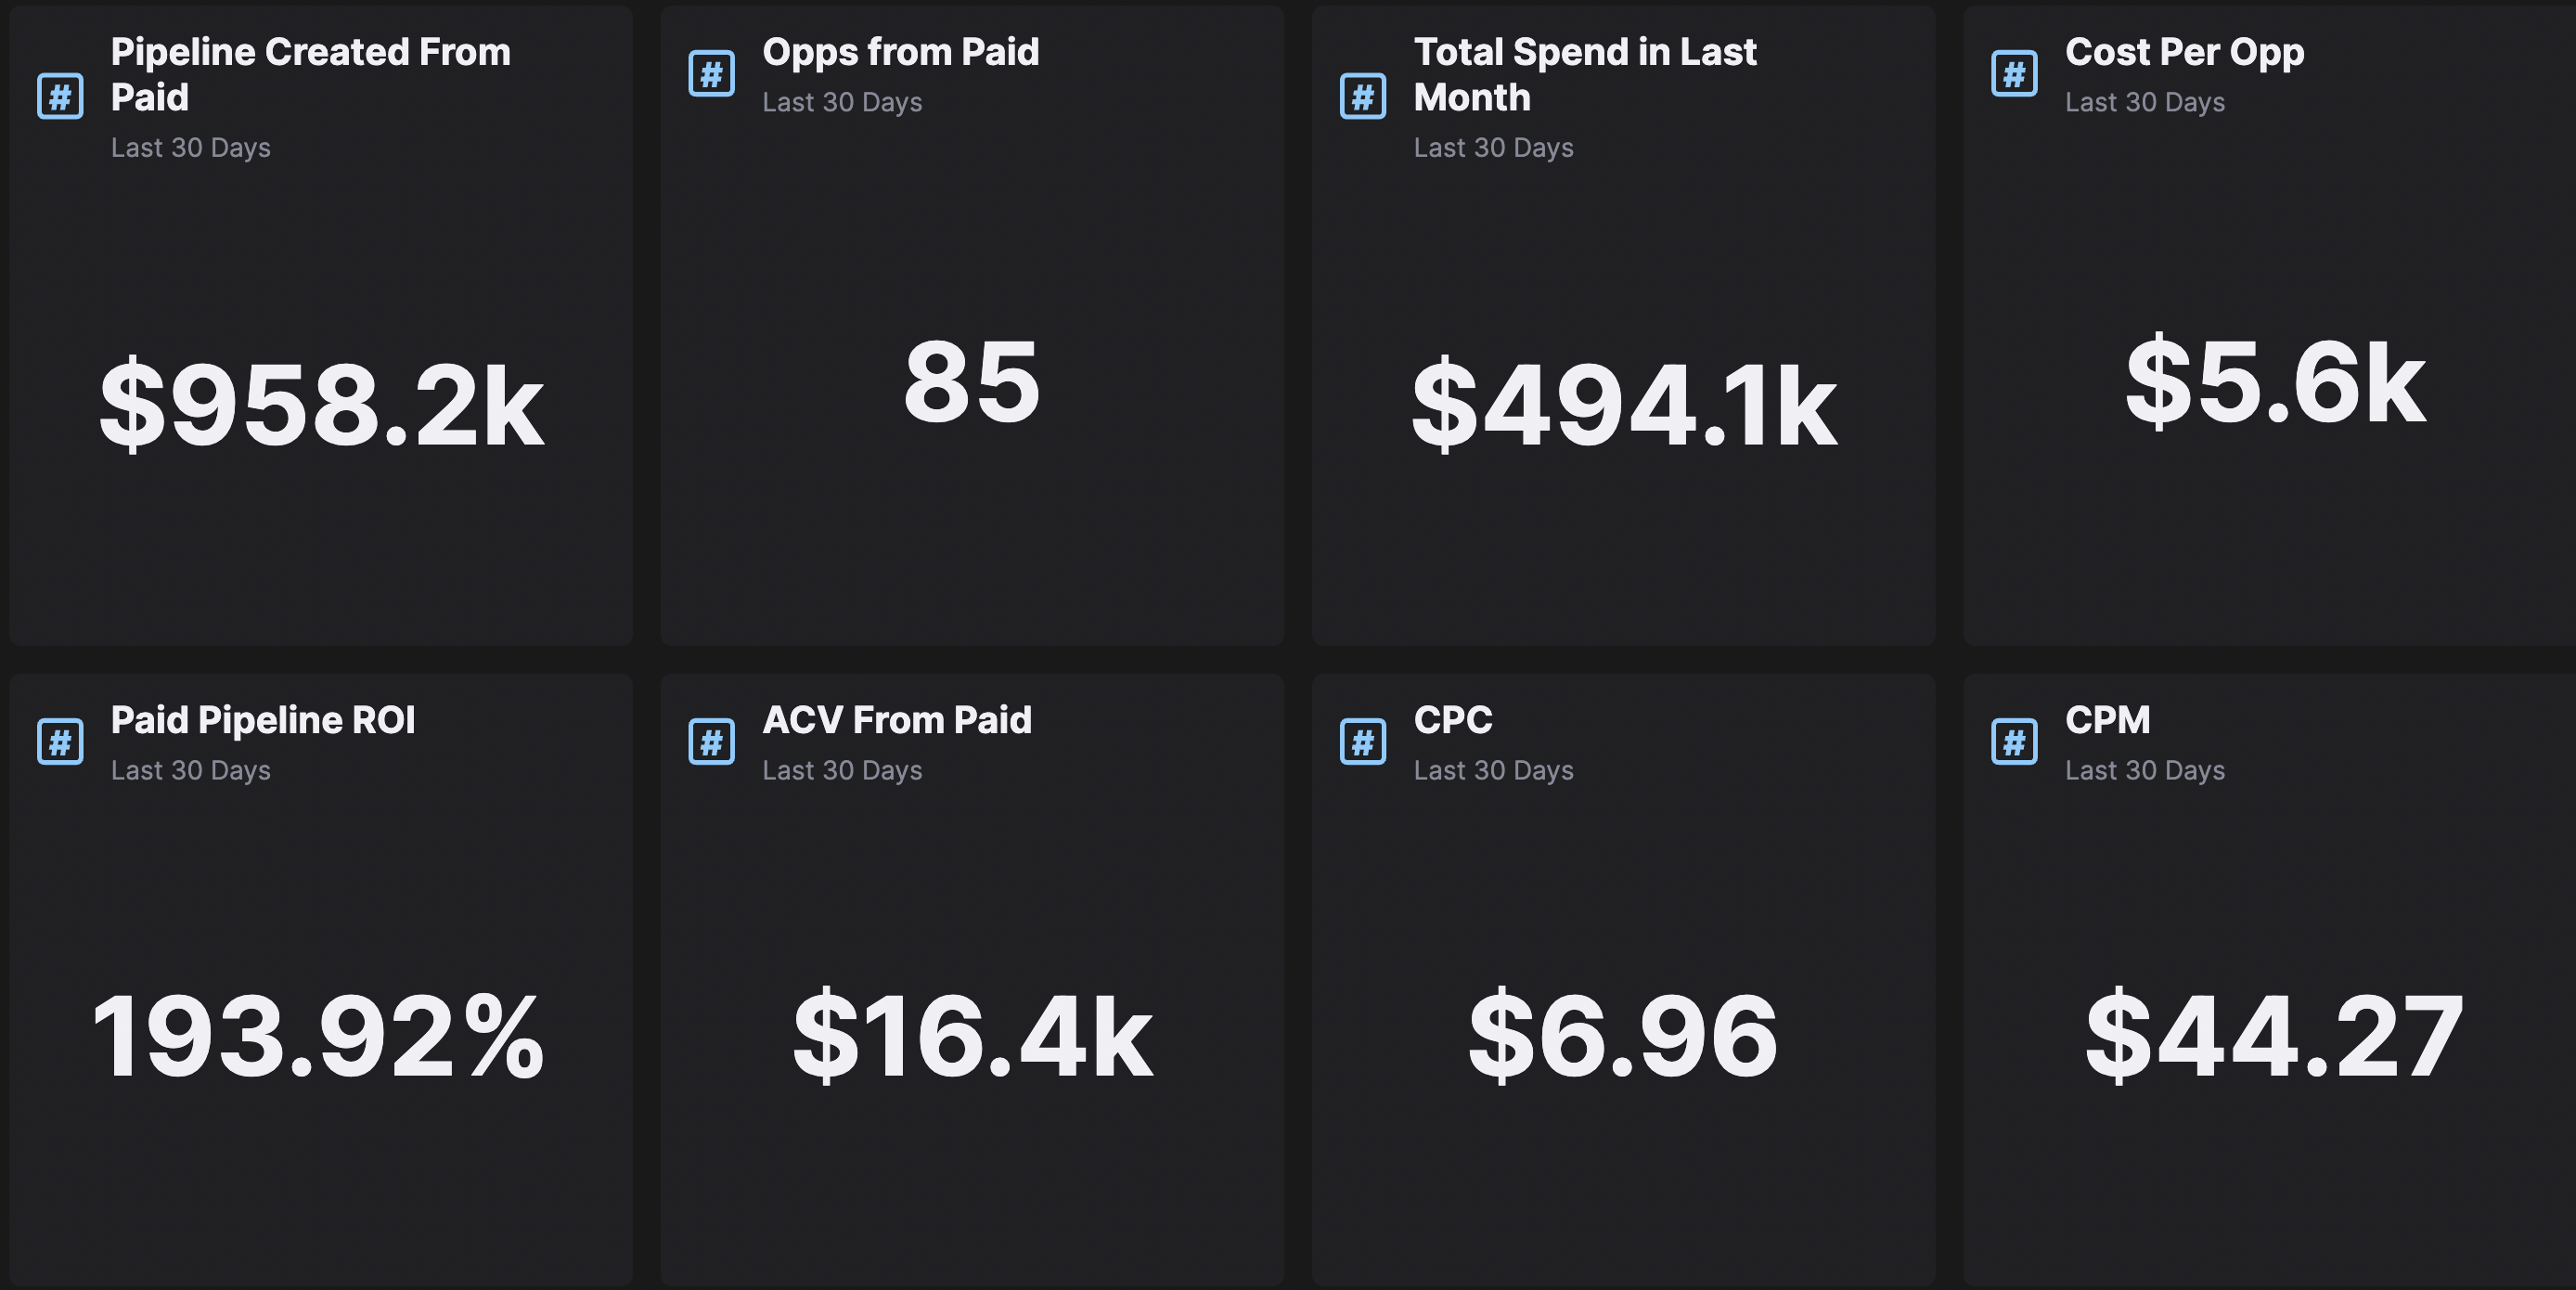 Pipeline Created From
Paid
Last 30 Days
$958.2k
Opps from Paid
Last 30 Days
85
Total Spend in Last
Month
Last 30 Days
$494.1k
Cost Per Opp
Last 30 Days
$5.6k
Paid Pipeline ROI
Last 30 Days
193.92%
ACV From Paid
Last 30 Days
$16.4k
CPC
Last 30 Days
$6.96
CPM
Last 30 Days
$44.27